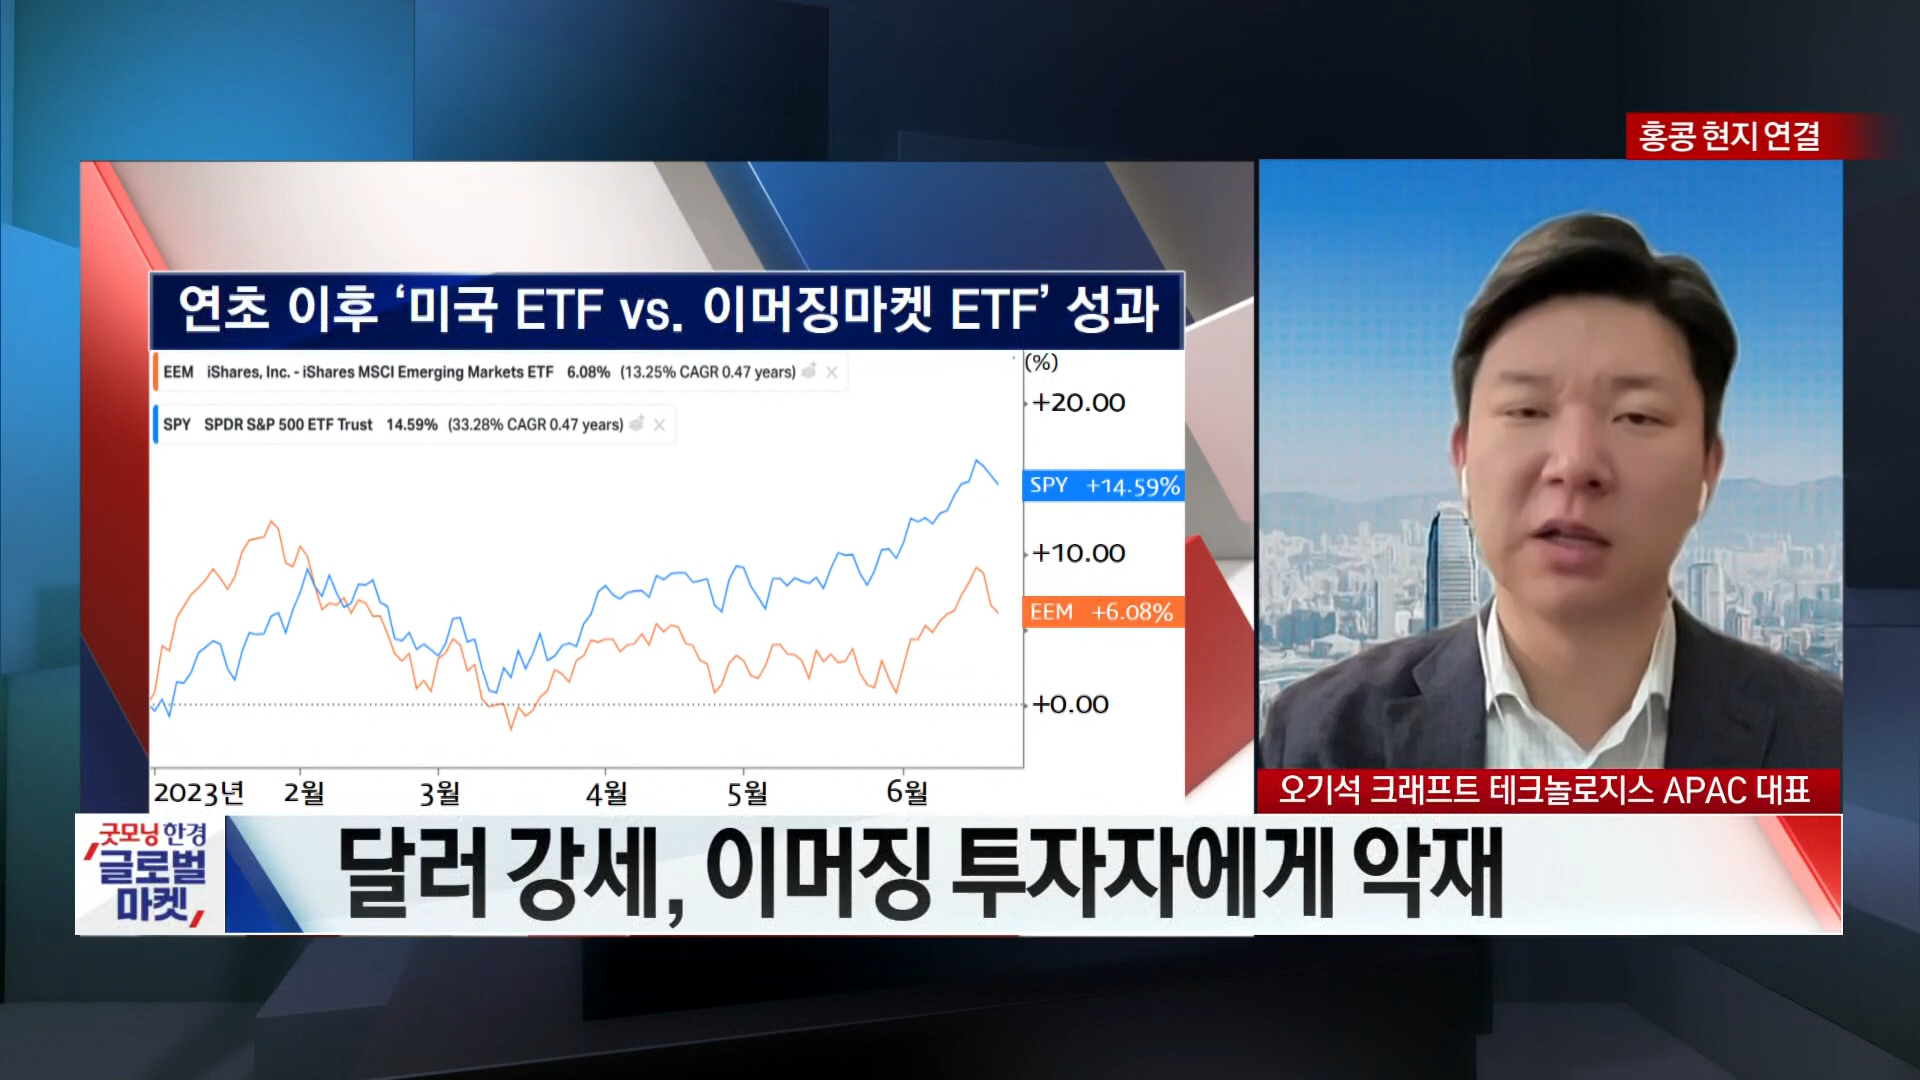 홍콩 현지 연결
연초 이후 ‘미국 ETF vs. 이머징마켓 ETF’ 성과
EEM iShares, Inc. - iShares MSCI Emerging Markets ETF 6.08% (13.25% CAGR 0.47 years)
SPY SPDR S&P 500 ETF Trust 14.59% (33.28% CAGR 0.47 years)
(%)
+20.00
SPY +14.59%
+10.00
EEM +6.08%
+0.00
2023년 2월 3월 4월 5월 6월
오기석 크래프트 테크놀로지스 APAC 대표
굿모닝 한경
글로벌
마켓
달러 강세, 이머징 투자자에게 악재